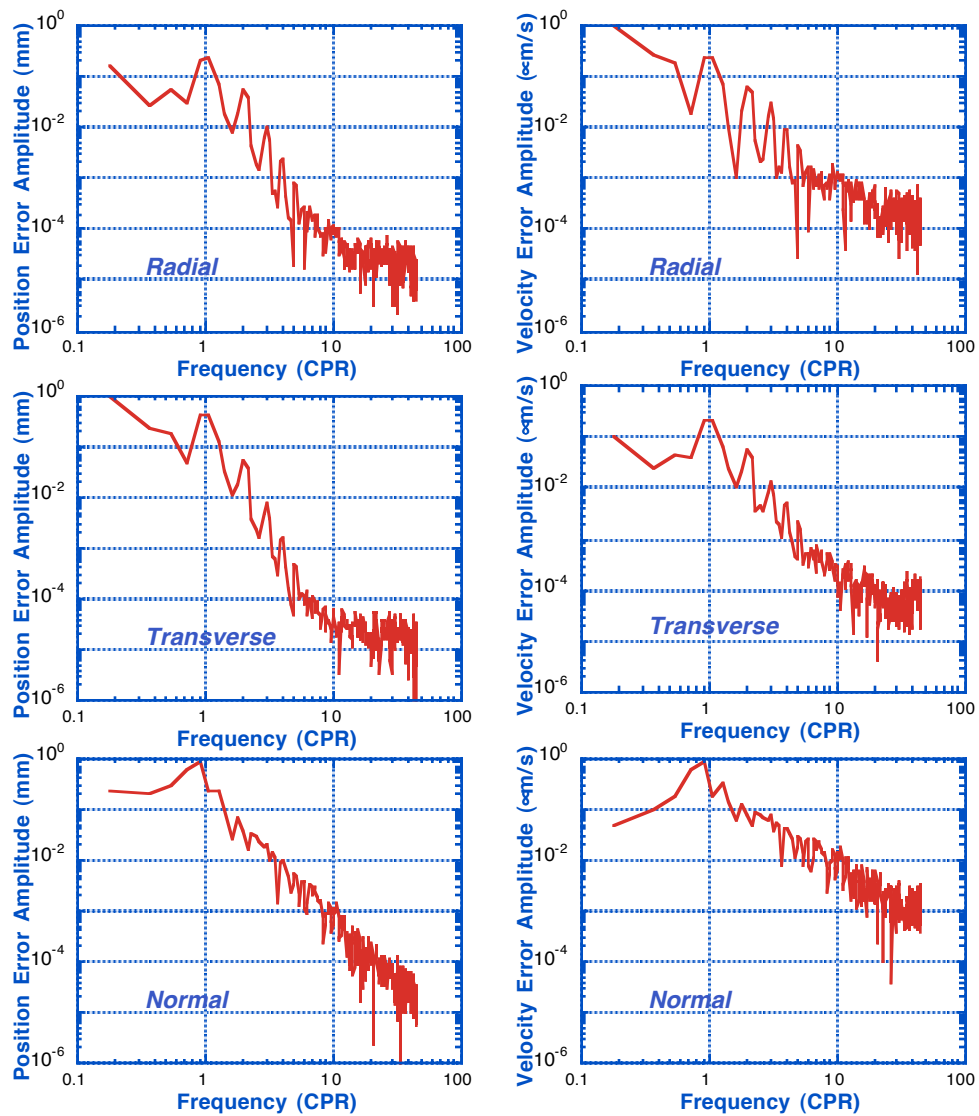 Position Error Amplitude (mm)
10^0
10^-2
10^-4
10^-6
Radial
0.1 1 10 100
Frequency (CPR)
Velocity Error Amplitude (∝m/s)
10^0
10^-2
10^-4
10^-6
Radial
0.1 1 10 100
Frequency (CPR)
Position Error Amplitude (mm)
10^0
10^-2
10^-4
10^-6
Transverse
0.1 1 10 100
Frequency (CPR)
Velocity Error Amplitude (∝m/s)
10^0
10^-2
10^-4
10^-6
Transverse
0.1 1 10 100
Frequency (CPR)
Position Error Amplitude (mm)
10^0
10^-2
10^-4
10^-6
Normal
0.1 1 10 100
Frequency (CPR)
Velocity Error Amplitude (∝m/s)
10^0
10^-2
10^-4
10^-6
Normal
0.1 1 10 100
Frequency (CPR)